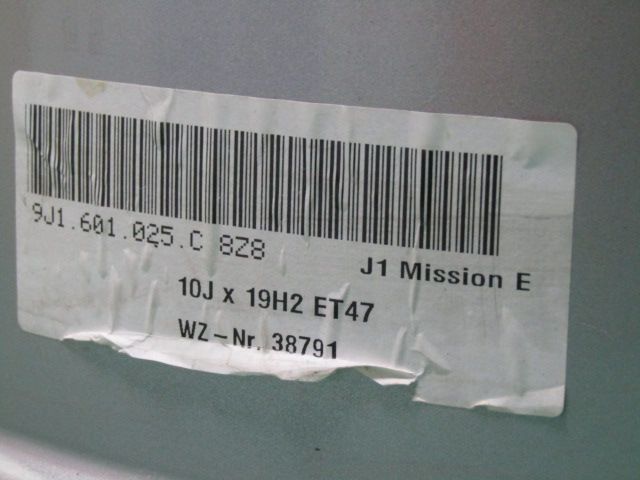 9J1.601.025.C 8Z8
J1 Mission E
10J x 19H2 ET47
WZ-Nr. 38791